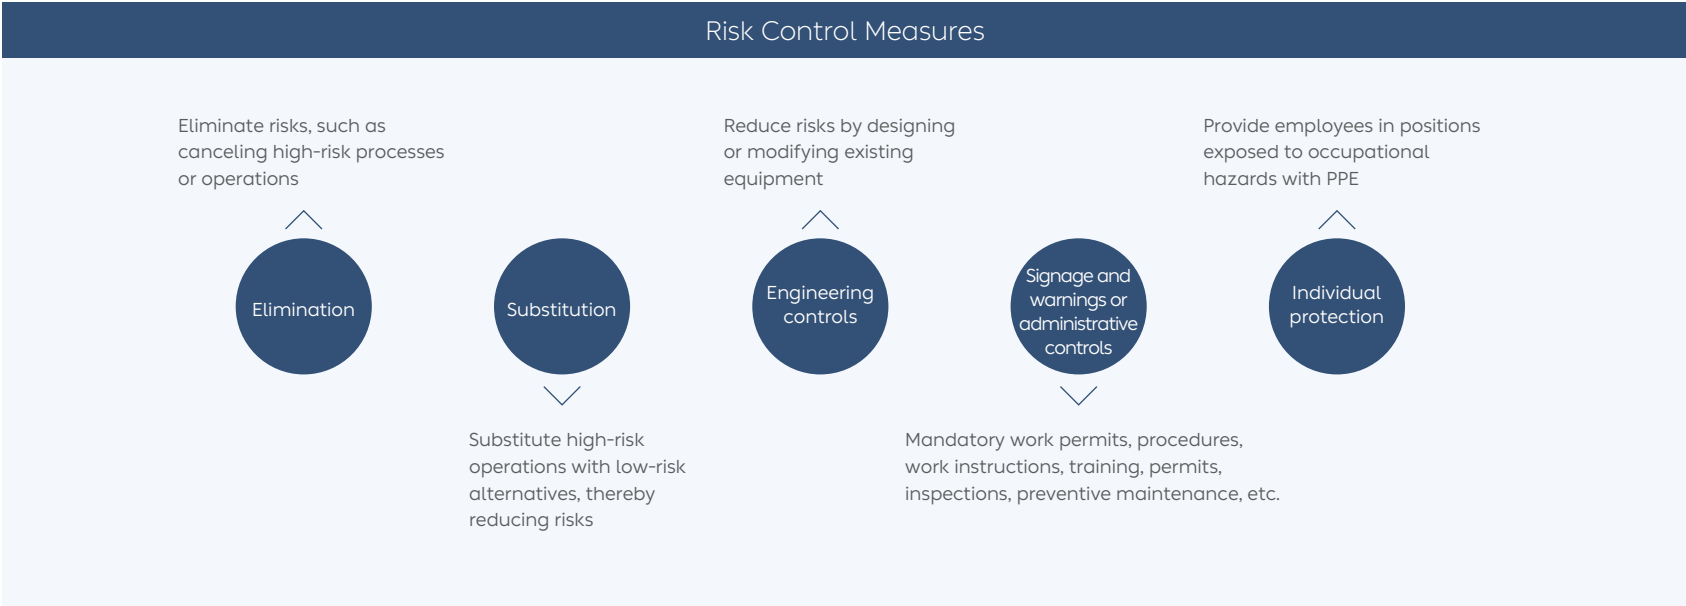 Risk Control Measures
Eliminate risks, such as
canceling high-risk processes
or operations
Elimination
Substitution
Substitute high-risk
operations with low-risk
alternatives, thereby
reducing risks
Reduce risks by designing
or modifying existing
equipment
Engineering
controls
Signage and
warnings or
administrative
controls
Mandatory work permits, procedures,
work instructions, training, permits,
inspections, preventive maintenance, etc.
Provide employees in positions
exposed to occupational
hazards with PPE
Individual
protection